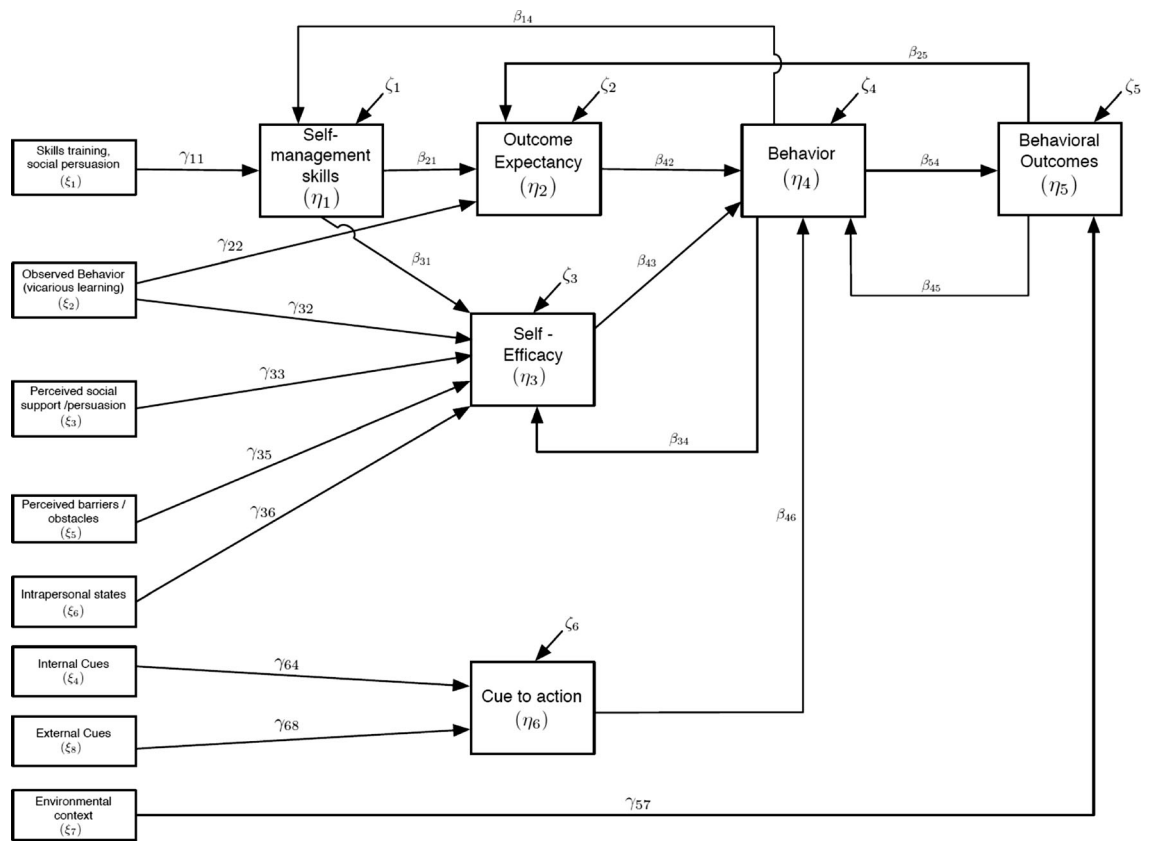 β₁₄
β₂₅
ζ₁
ζ₂
ζ₄
ζ₅
Skills training,
social persuasion
(ξ₁)
γ₁₁
Self-
management
skills
(η₁)
β₂₁
Outcome
Expectancy
(η₂)
β₄₂
Behavior
(η₄)
β₅₄
Behavioral
Outcomes
(η₅)
Observed Behavior
(vicarious learning)
(ξ₂)
γ₂₂
γ₃₂
β₃₁
ζ₃
β₄₃
β₄₅
Self -
Efficacy
(η₃)
Perceived social
support /persuasion
(ξ₃)
γ₃₃
β₃₄
Perceived barriers /
obstacles
(ξ₅)
γ₃₅
γ₃₆
β₄₆
Intrapersonal states
(ξ₆)
Internal Cues
(ξ₄)
γ₆₄
ζ₆
Cue to action
(η₆)
External Cues
(ξ₈)
γ₆₈
Environmental
context
(ξ₇)
γ₅₇